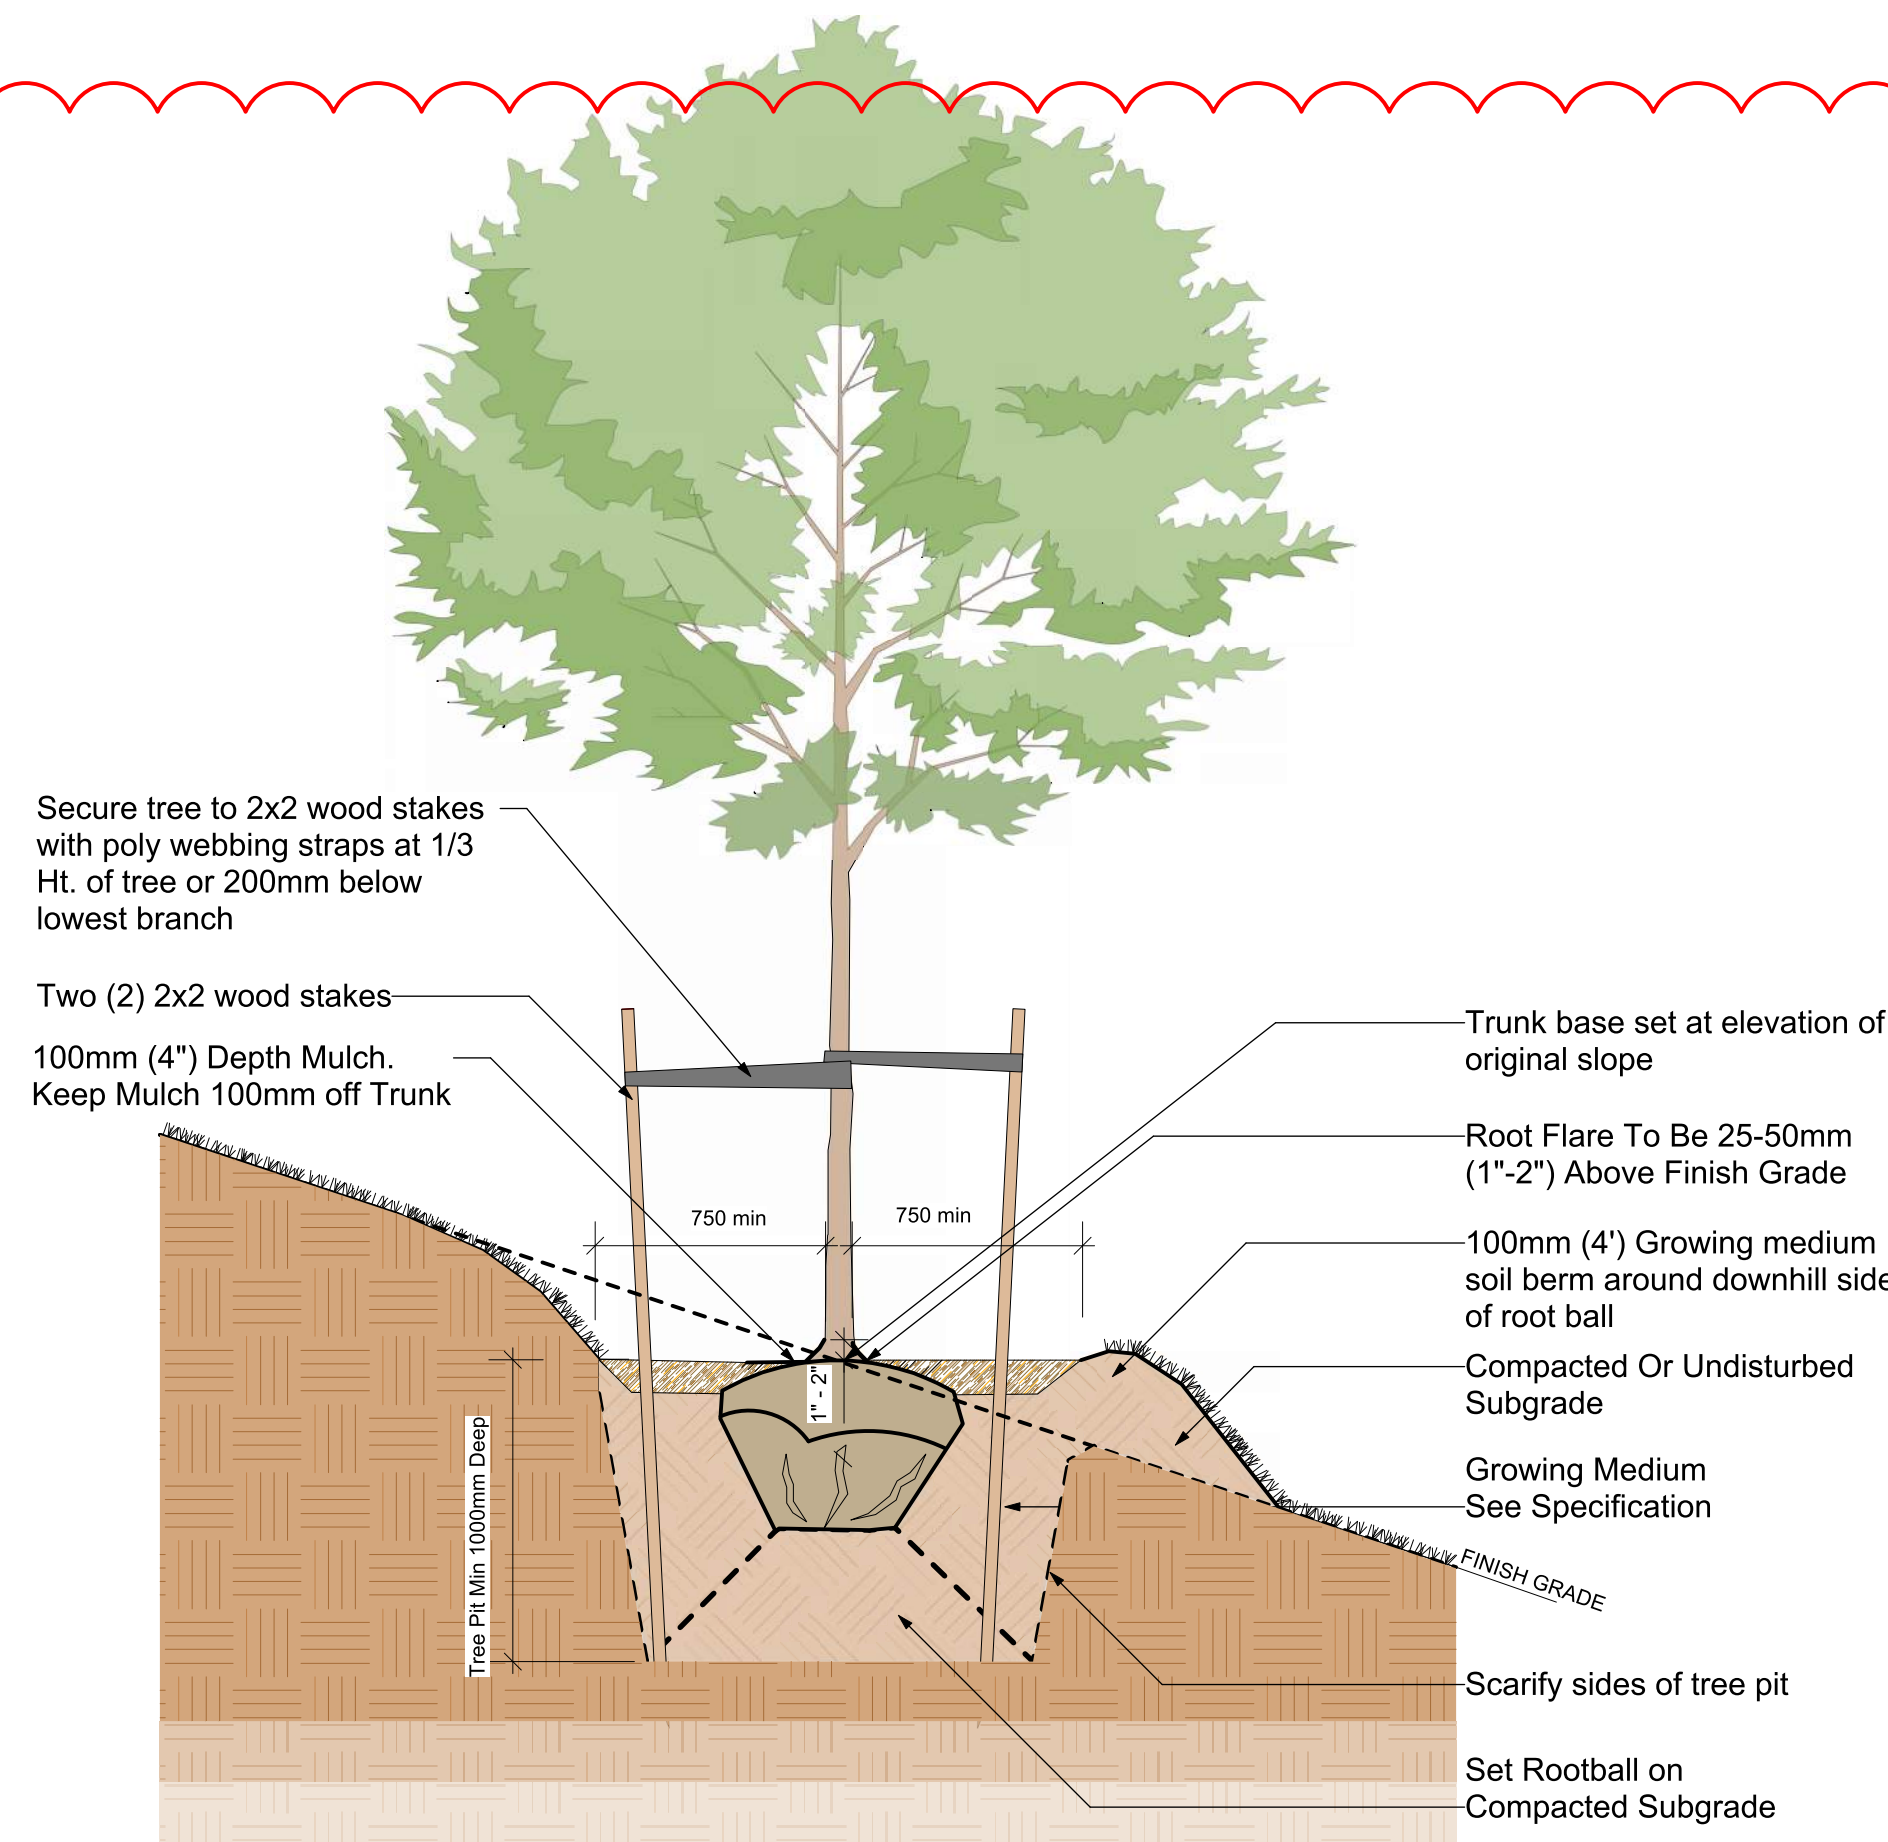 Secure tree to 2x2 wood stakes
with poly webbing straps at 1/3
Ht. of tree or 200mm below
lowest branch
Two (2) 2x2 wood stakes
100mm (4") Depth Mulch.
Keep Mulch 100mm off Trunk
750 min
750 min
1" - 2"
Tree Pit Min 1000mm Deep
Trunk base set at elevation of
original slope
Root Flare To Be 25-50mm
(1"-2") Above Finish Grade
100mm (4') Growing medium
soil berm around downhill side
of root ball
Compacted Or Undisturbed
Subgrade
Growing Medium
See Specification
FINISH GRADE
Scarify sides of tree pit
Set Rootball on
Compacted Subgrade